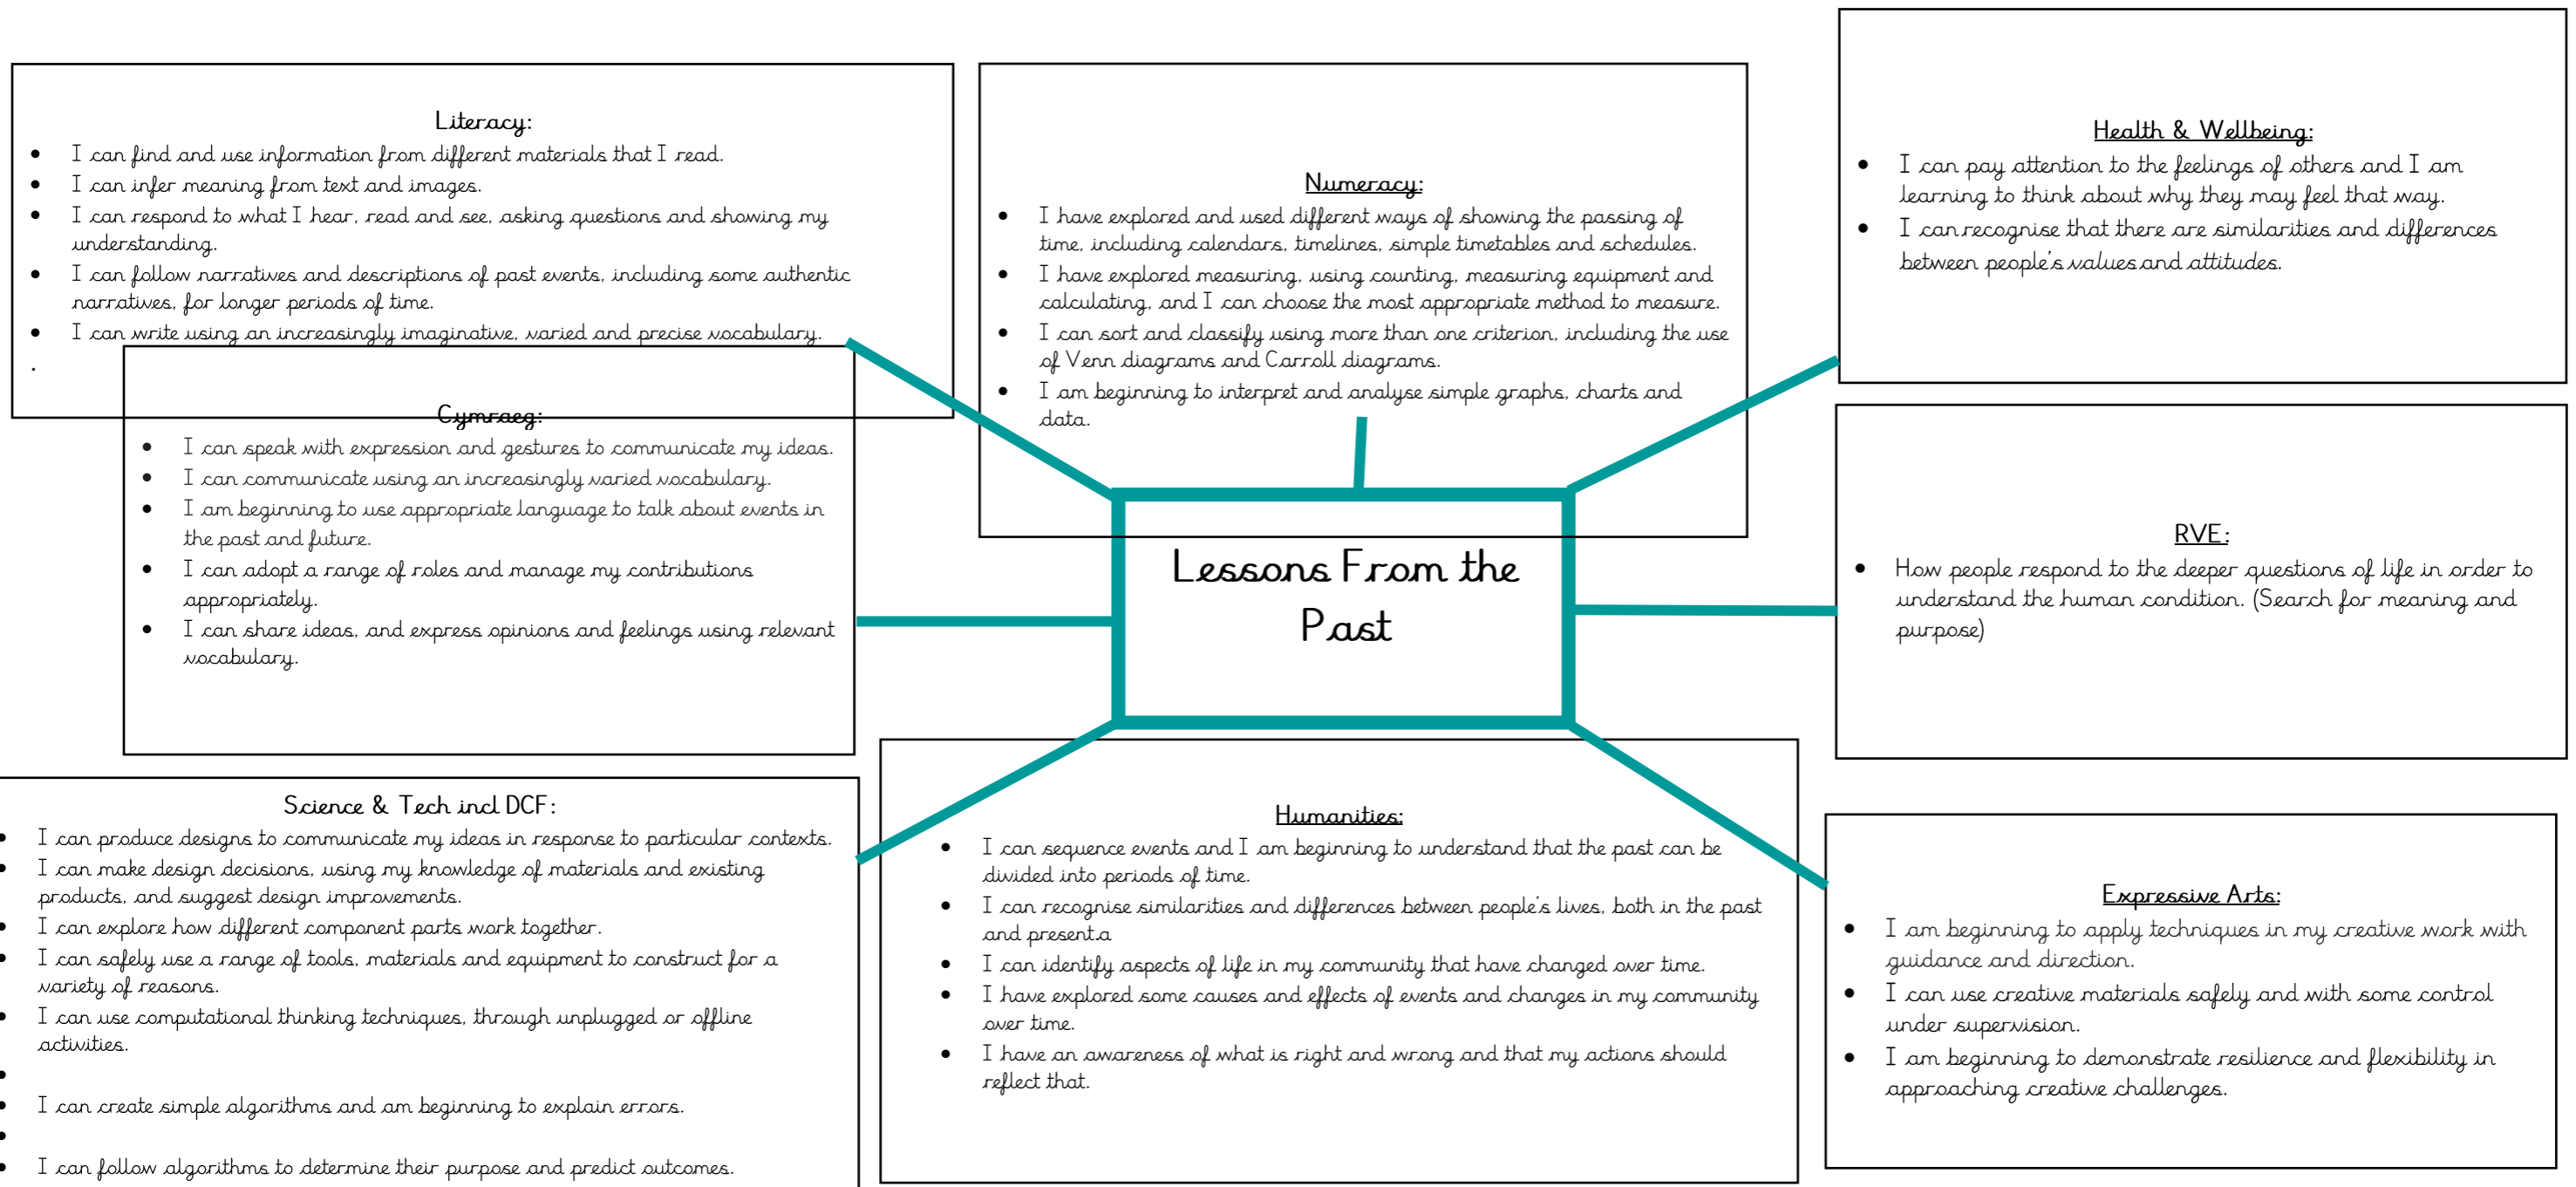 Literacy:
• I can find and use information from different materials that I read.
• I can infer meaning from text and images.
• I can respond to what I hear, read and see, asking questions and showing my
understanding.
• I can follow narratives and descriptions of past events, including some authentic
narratives, for longer periods of time.
• I can write using an increasingly imaginative, varied and precise vocabulary.
.
Cymraeg:
• I can speak with expression and gestures to communicate my ideas.
• I can communicate using an increasingly varied vocabulary.
• I am beginning to use appropriate language to talk about events in
the past and future.
• I can adopt a range of roles and manage my contributions
appropriately.
• I can share ideas, and express opinions and feelings using relevant
vocabulary.
Science & Tech incl DCF:
• I can produce designs to communicate my ideas in response to particular contexts.
• I can make design decisions, using my knowledge of materials and existing
products, and suggest design improvements.
• I can explore how different component parts work together.
• I can safely use a range of tools, materials and equipment to construct for a
variety of reasons.
• I can use computational thinking techniques, through unplugged or offline
activities.
•
• I can create simple algorithms and am beginning to explain errors.
•
• I can follow algorithms to determine their purpose and predict outcomes.
Numeracy:
• I have explored and used different ways of showing the passing of
time, including calendars, timelines, simple timetables and schedules.
• I have explored measuring, using counting, measuring equipment and
calculating, and I can choose the most appropriate method to measure.
• I can sort and classify using more than one criterion, including the use
of Venn diagrams and Carroll diagrams.
• I am beginning to interpret and analyse simple graphs, charts and
data.
Lessons From the
Past
Humanities:
• I can sequence events and I am beginning to understand that the past can be
divided into periods of time.
• I can recognise similarities and differences between people's lives, both in the past
and present.a
• I can identify aspects of life in my community that have changed over time.
• I have explored some causes and effects of events and changes in my community
over time.
• I have an awareness of what is right and wrong and that my actions should
reflect that.
Health & Wellbeing:
• I can pay attention to the feelings of others and I am
learning to think about why they may feel that way.
• I can recognise that there are similarities and differences
between people's values and attitudes.
RVE:
• How people respond to the deeper questions of life in order to
understand the human condition. (Search for meaning and
purpose)
Expressive Arts:
• I am beginning to apply techniques in my creative work with
guidance and direction.
• I can use creative materials safely and with some control
under supervision.
• I am beginning to demonstrate resilience and flexibility in
approaching creative challenges.